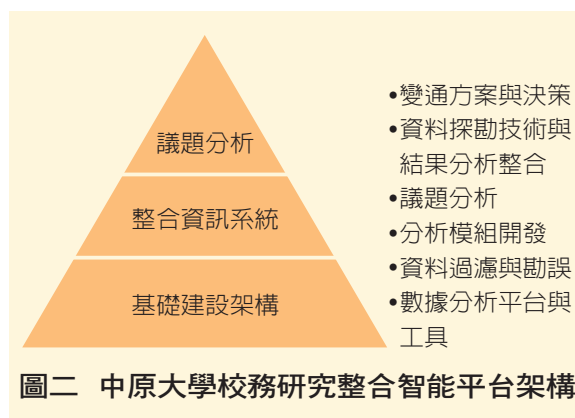 議題分析
整合資訊系統
基礎建設架構
•變通方案與決策
•資料探勘技術與
結果分析整合
•議題分析
•分析模組開發
•資料過濾與勘誤
•數據分析平台與
工具
圖二 中原大學校務研究整合智能平台架構